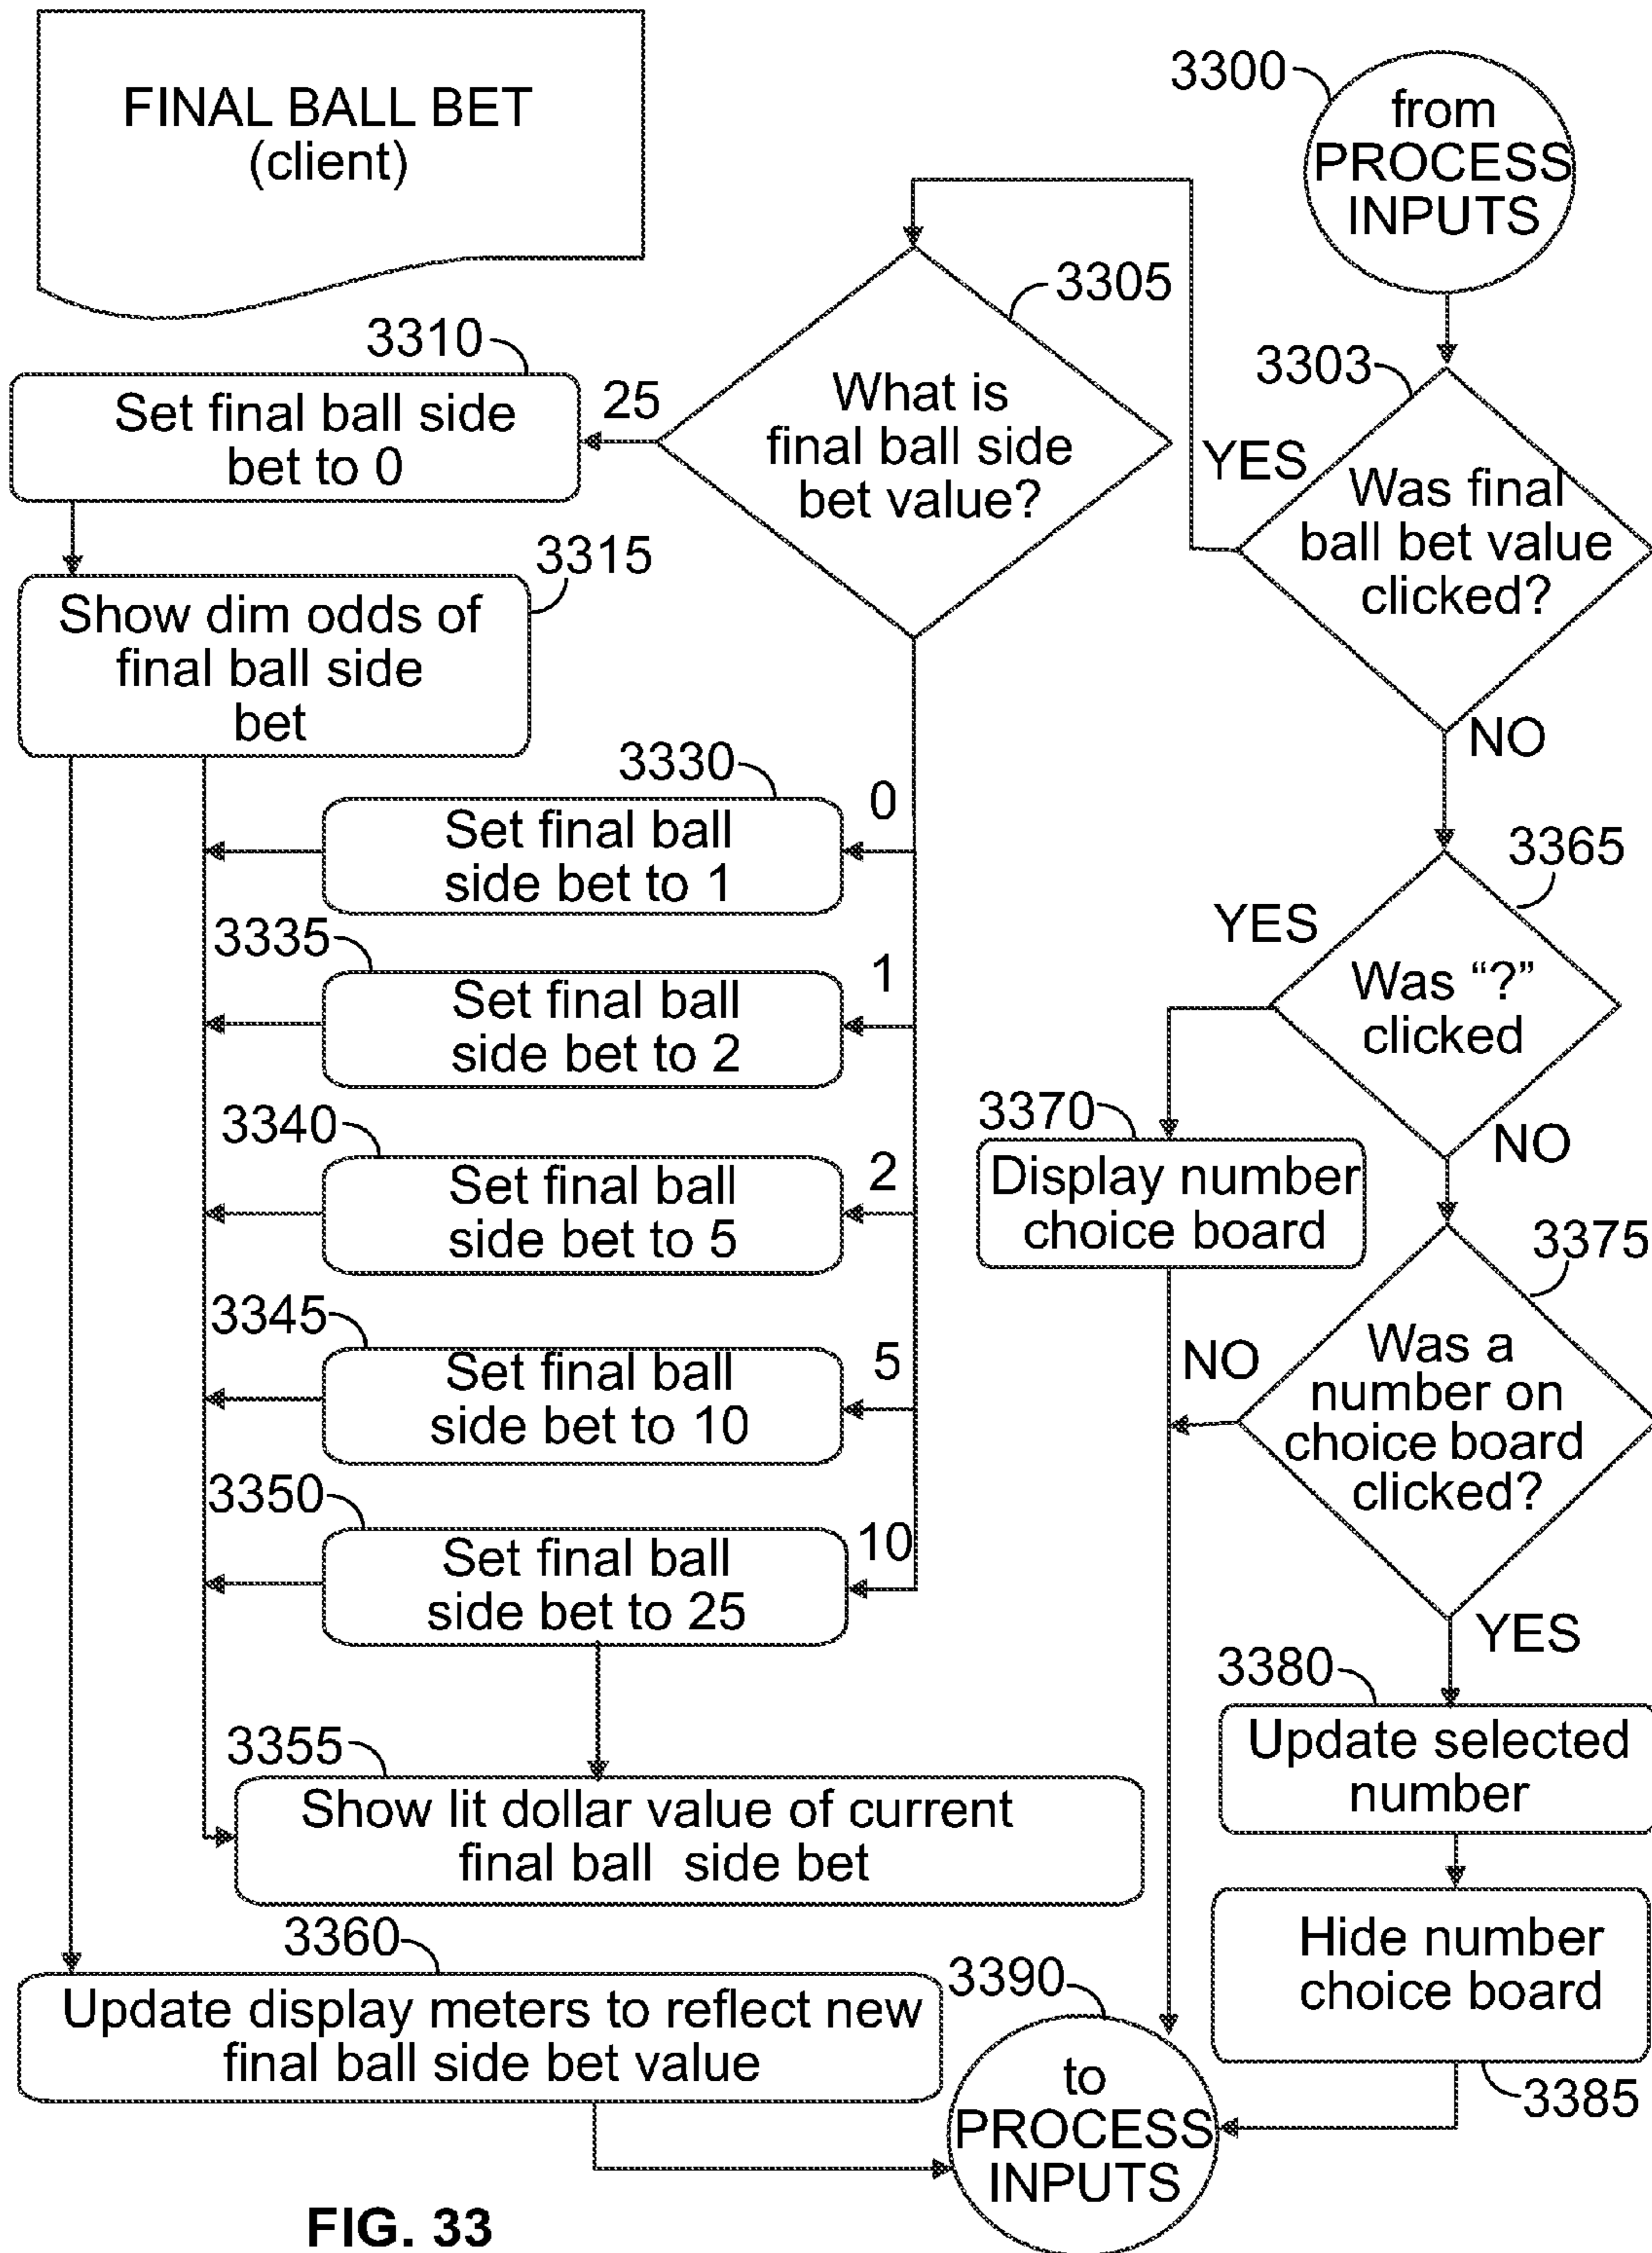 FINAL BALL BET
(client)
3300
from
PROCESS
INPUTS
3305
What is
final ball side
bet value?
3303
YES
Was final
ball bet value
clicked?
NO
3310
25
Set final ball side
bet to 0
3315
Show dim odds of
final ball side
bet
3330
0
Set final ball
side bet to 1
3335
1
Set final ball
side bet to 2
3340
2
Set final ball
side bet to 5
3345
5
Set final ball
side bet to 10
3350
10
Set final ball
side bet to 25
3355
Show lit dollar value of current
final ball side bet
3360
Update display meters to reflect new
final ball side bet value
3365
YES
Was “?”
clicked
NO
3370
Display number
choice board
3375
NO
Was a
number on
choice board
clicked?
YES
3380
Update selected
number
Hide number
choice board
3385
3390
to
PROCESS
INPUTS
FIG. 33